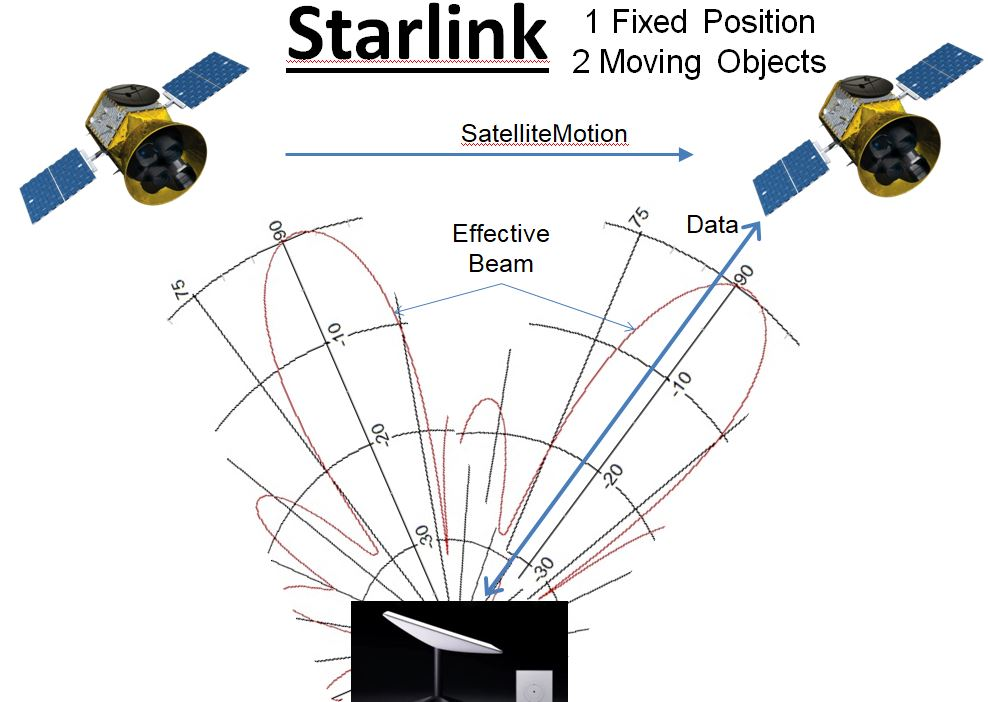 Starlink
1 Fixed Position
2 Moving Objects
SatelliteMotion
Effective
Beam
Data
75
90
-10
-20
-30
75
90
-10
-20
-30